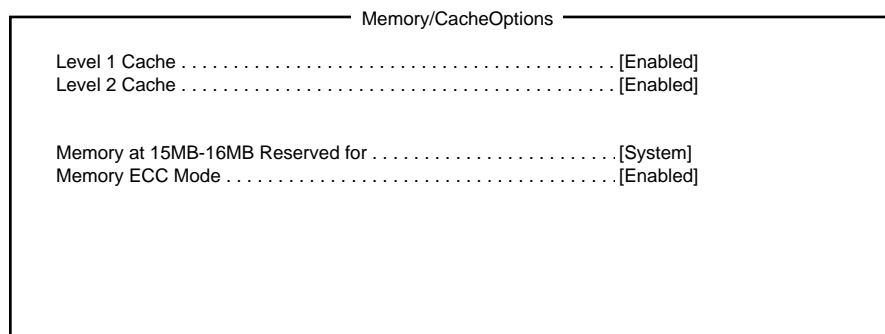 Memory/CacheOptions
Level 1 Cache . . . . . . . . . . . . . . . . . . . . . . . . . . . . . . . . . . . . . . . . . . [Enabled]
Level 2 Cache . . . . . . . . . . . . . . . . . . . . . . . . . . . . . . . . . . . . . . . . . . [Enabled]
Memory at 15MB-16MB Reserved for . . . . . . . . . . . . . . . . . . . . . . . . [System]
Memory ECC Mode . . . . . . . . . . . . . . . . . . . . . . . . . . . . . . . . . . . . . . [Enabled]